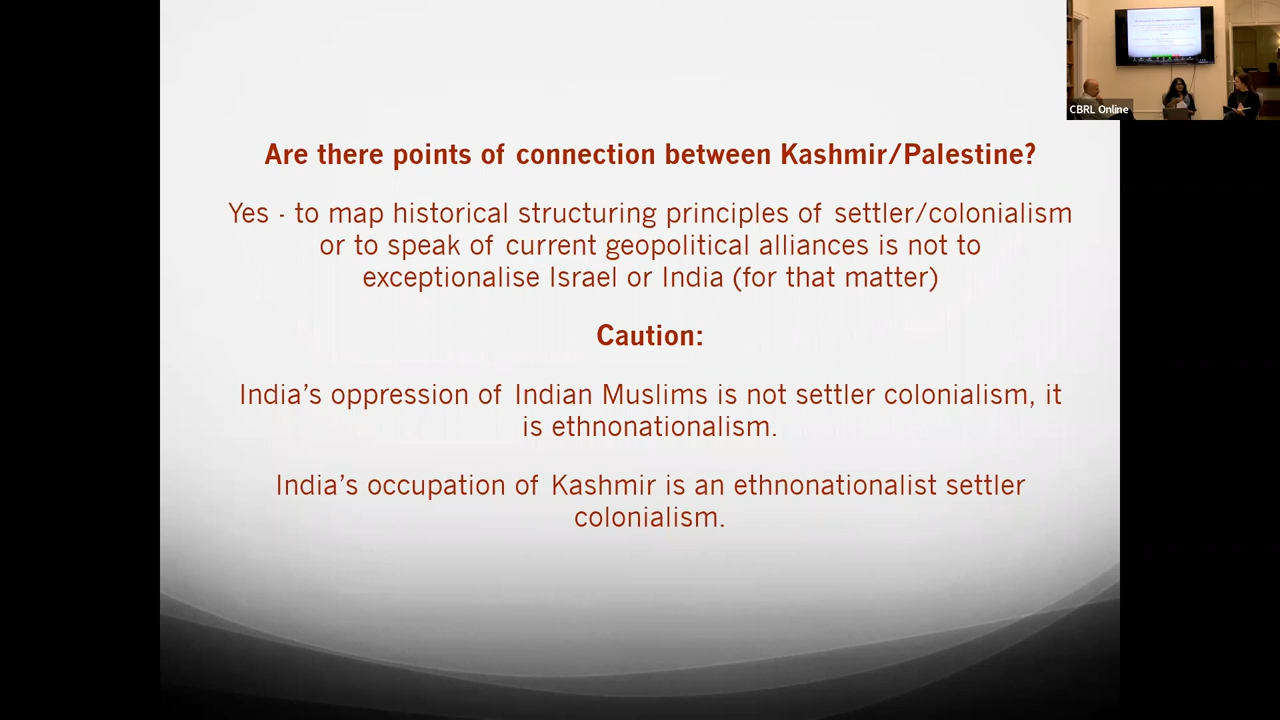 Are there points of connection between Kashmir/Palestine?
Yes - to map historical structuring principles of settler/colonialism
or to speak of current geopolitical alliances is not to
exceptionalise Israel or India (for that matter)
Caution:
India’s oppression of Indian Muslims is not settler colonialism, it
is ethnonationalism.
India’s occupation of Kashmir is an ethnonationalist settler
colonialism.
CBRL Online